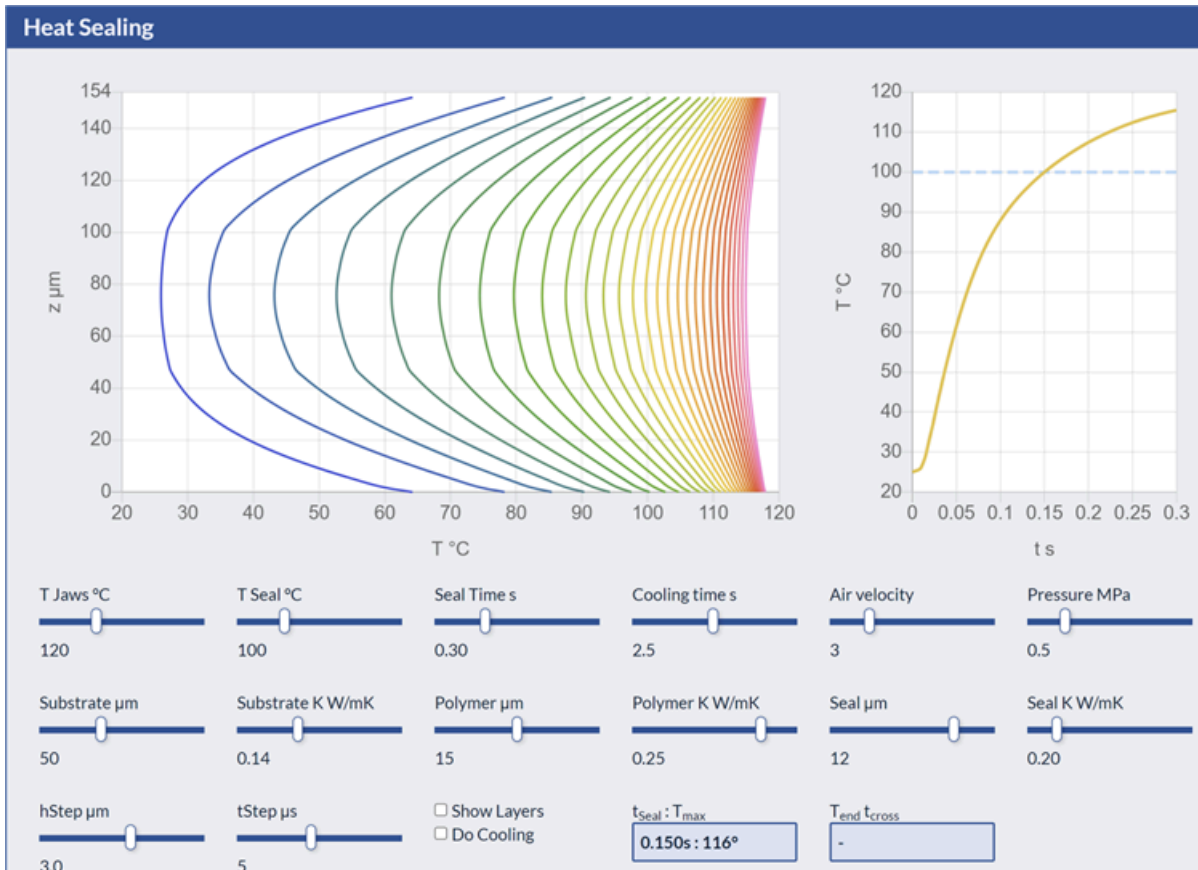 Heat Sealing
154
140
120
100
80
60
40
20
0
z µm
20 30 40 50 60 70 80 90 100 110 120
T °C
120
110
100
90
80
70
60
50
40
30
20
T °C
0 0.05 0.1 0.15 0.2 0.25 0.3
t s
T Jaws °C T Seal °C Seal Time s Cooling time s Air velocity Pressure MPa
120 100 0.30 2.5 3 0.5
Substrate µm Substrate K W/mK Polymer µm Polymer K W/mK Seal µm Seal K W/mK
50 0.14 15 0.25 12 0.20
hStep µm tStep µs Show Layers tSeal : Tmax Tend tcross
Do Cooling
0.150s : 116° -
3.0 5